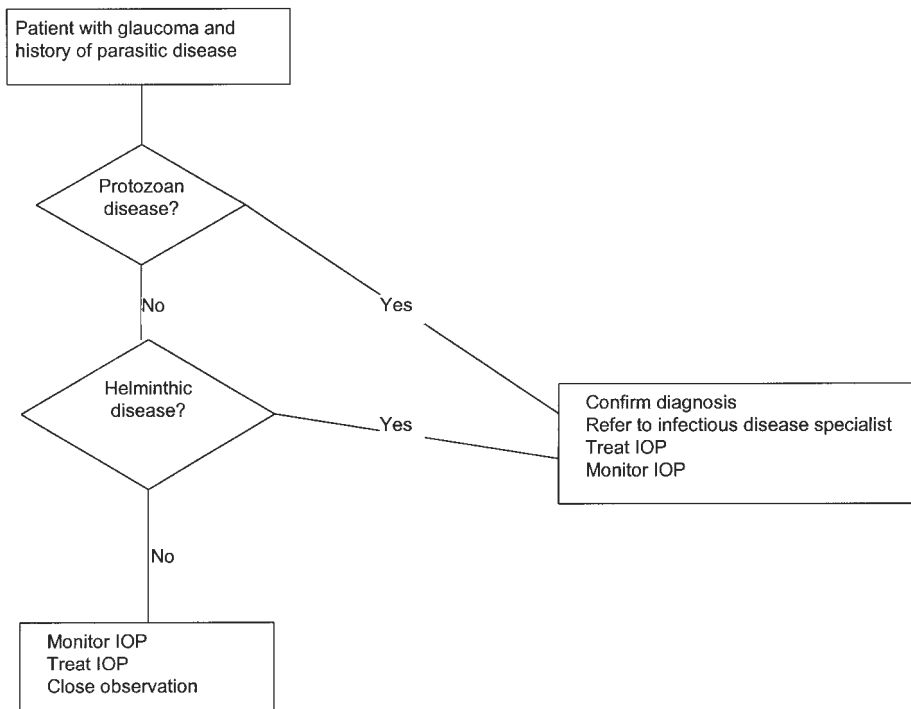 Patient with glaucoma and
history of parasitic disease
Protozoan
disease?
No
Yes
Helminthic
disease?
Yes
No
Confirm diagnosis
Refer to infectious disease specialist
Treat IOP
Monitor IOP
Monitor IOP
Treat IOP
Close observation